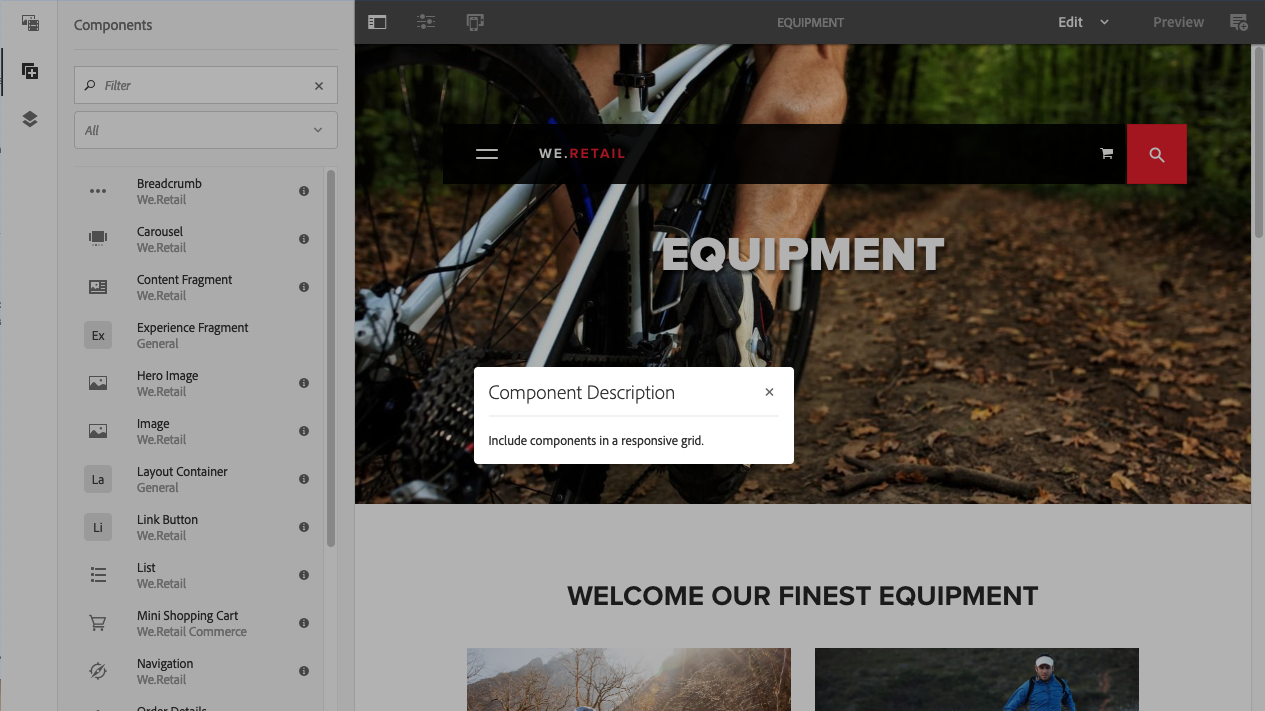 Components
EQUIPMENT
Edit
Preview
Filter
All
Breadcrumb
We.Retail
Carousel
We.Retail
Content Fragment
We.Retail
Ex
Experience Fragment
General
Hero Image
We.Retail
Image
We.Retail
La
Layout Container
General
Li
Link Button
We.Retail
List
We.Retail
Mini Shopping Cart
We.Retail Commerce
Navigation
We.Retail
Order Details
WE.RETAIL
EQUIPMENT
Component Description
Include components in a responsive grid.
WELCOME OUR FINEST EQUIPMENT